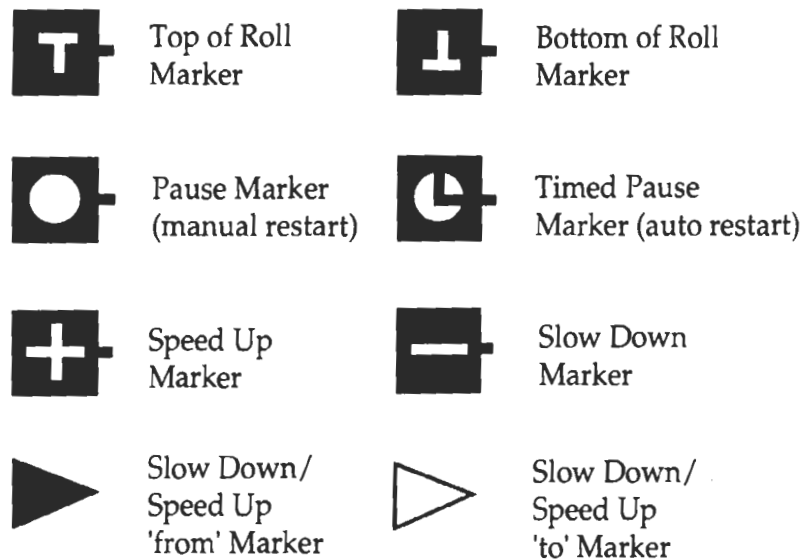 Top of Roll
Marker
Bottom of Roll
Marker
Pause Marker
(manual restart)
Timed Pause
Marker (auto restart)
Speed Up
Marker
Slow Down
Marker
Slow Down/
Speed Up
'from' Marker
Slow Down/
Speed Up
'to' Marker